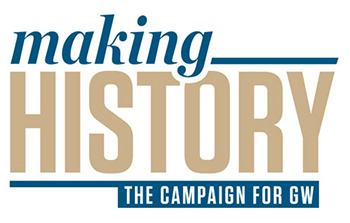 making
HISTORY
THE CAMPAIGN FOR GW